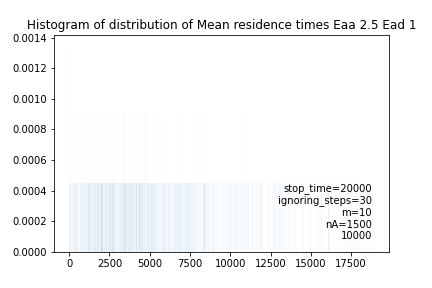 Histogram of distribution of Mean residence times Eaa 2.5 Ead 1
0.0014
0.0012
0.0010
0.0008
0.0006
0.0004
0.0002
0.0000
stop_time=20000
ignoring_steps=30
m=10
nA=1500
10000
0 2500 5000 7500 10000 12500 15000 17500